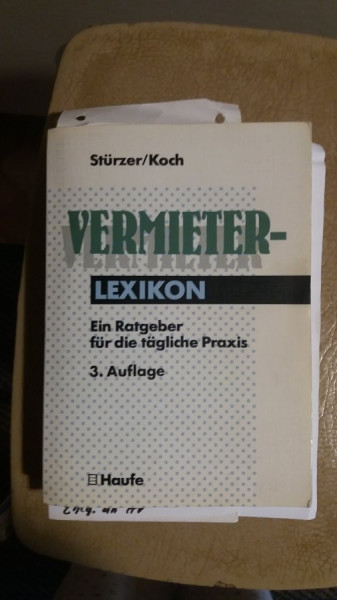 Stürzer/Koch
VERMIETER-
LEXIKON
Ein Ratgeber
für die tägliche Praxis
3. Auflage
Haufe